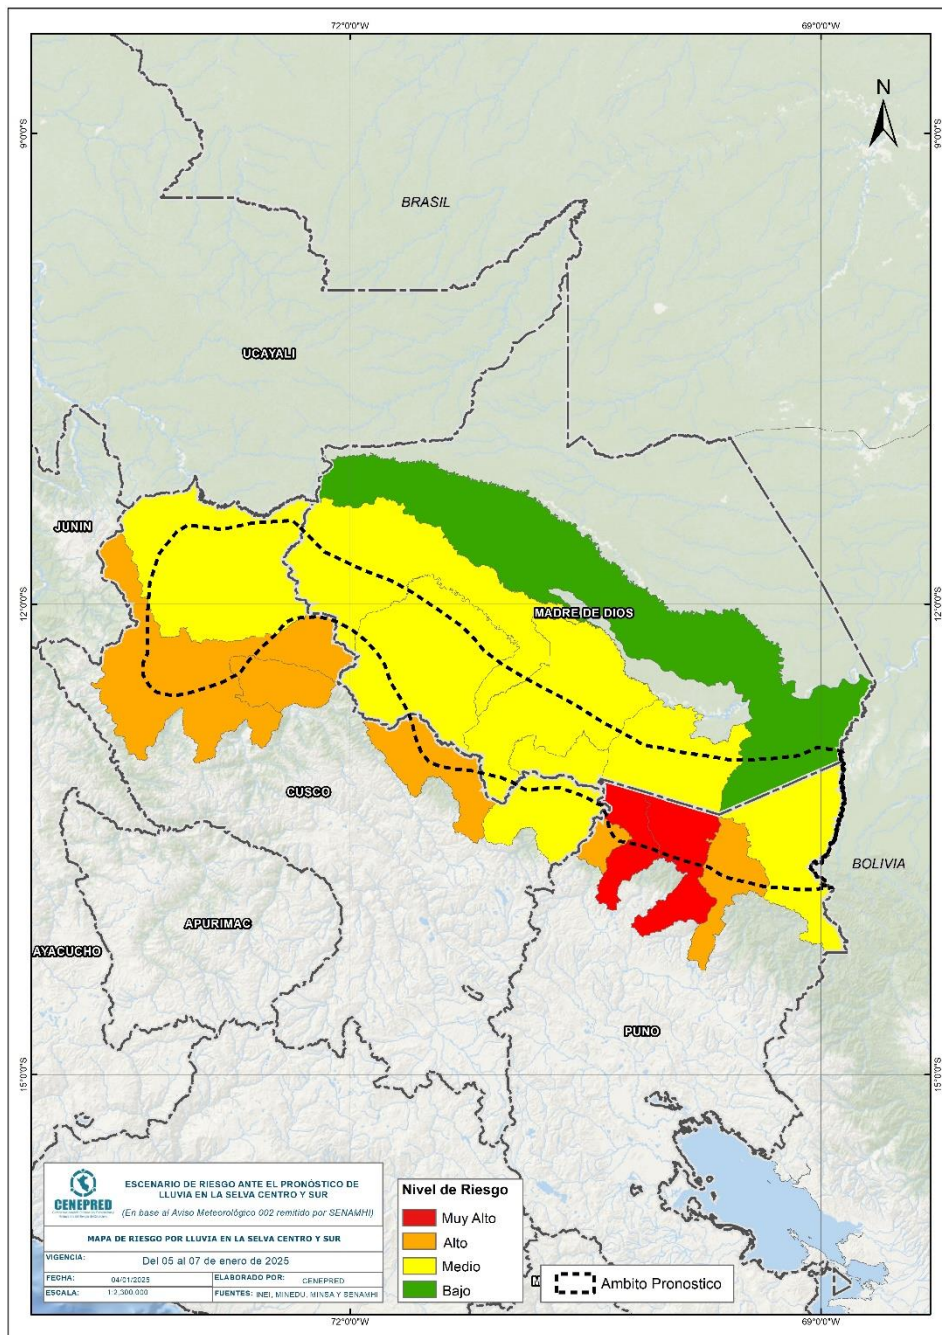 72°0'0"W
69°0'0"W
N
9°0'0"S
9°0'0"S
BRASIL
UCAYALI
JUNIN
12°0'0"S
12°0'0"S
MADRE DE DIOS
CUSCO
BOLIVIA
APURIMAC
AYACUCHO
PUNO
15°0'0"S
15°0'0"S
CENEPRED
ESCENARIO DE RIESGO ANTE EL PRONÓSTICO DE
LLUVIA EN LA SELVA CENTRO Y SUR
(En base al Aviso Meteorológico 002 remitido por SENAMHI)
MAPA DE RIESGO POR LLUVIA EN LA SELVA CENTRO Y SUR
VIGENCIA: Del 05 al 07 de enero de 2025
FECHA: 04/01/2025
ELABORADO POR: CENEPRED
ESCALA: 1:2,300,000
FUENTES: INEI, MINEDU, MINSA Y SENAMHI
Nivel de Riesgo
Muy Alto
Alto
Medio
Bajo
M
Ambito Pronostico
72°0'0"W
69°0'0"W